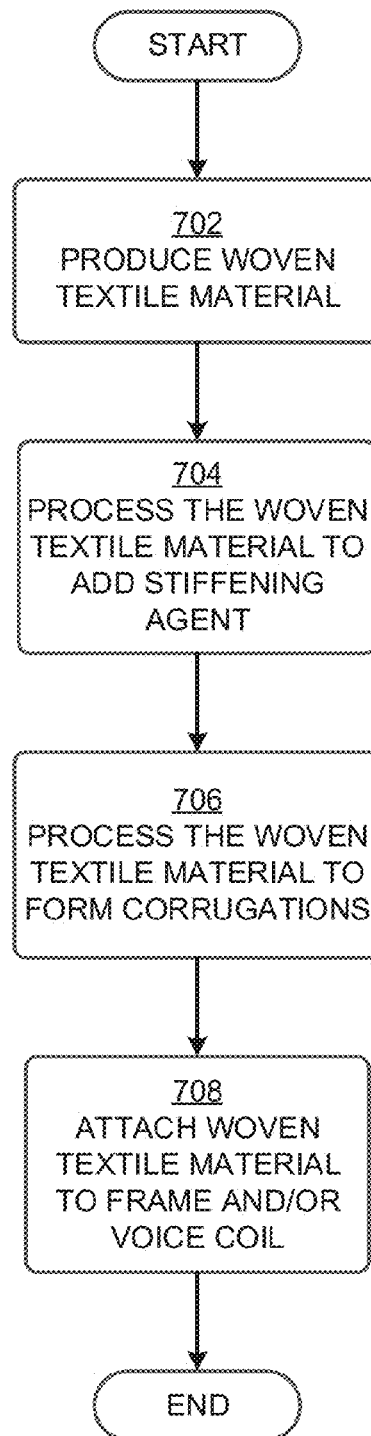 START
702
PRODUCE WOVEN
TEXTILE MATERIAL
704
PROCESS THE WOVEN
TEXTILE MATERIAL TO
ADD STIFFENING
AGENT
706
PROCESS THE WOVEN
TEXTILE MATERIAL TO
FORM CORRUGATIONS
708
ATTACH WOVEN
TEXTILE MATERIAL
TO FRAME AND/OR
VOICE COIL
END